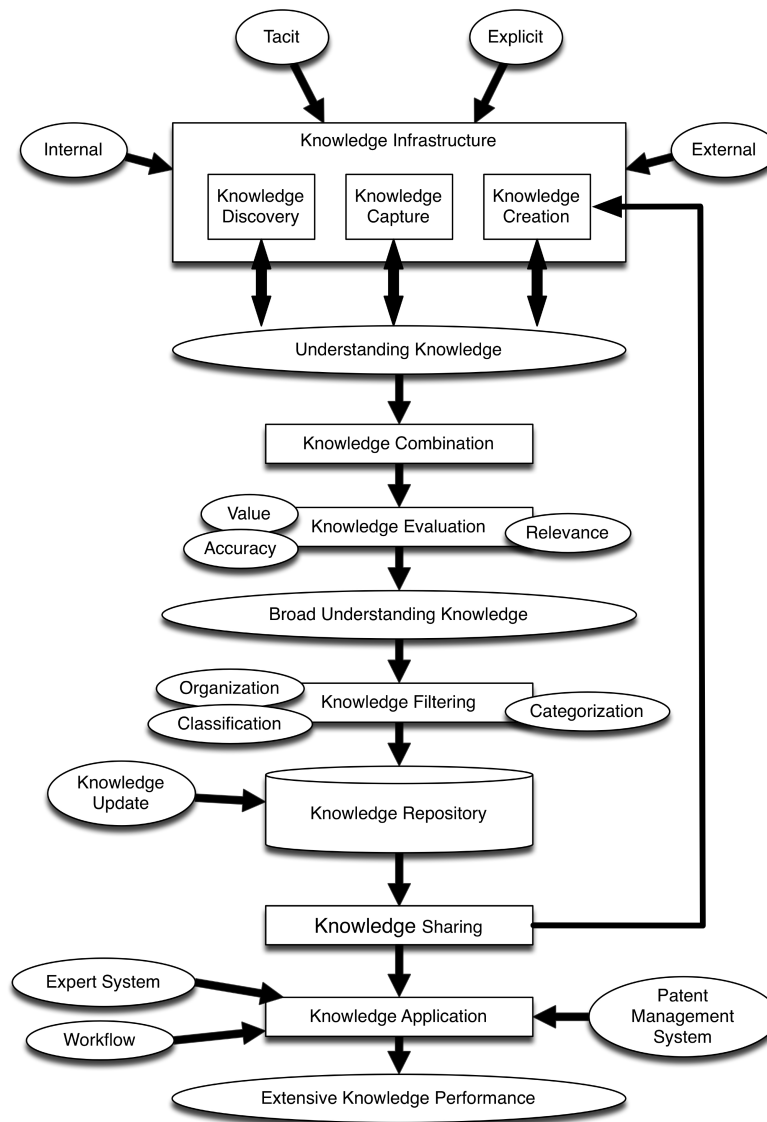 Tacit
Explicit
Knowledge Infrastructure
Internal
External
Knowledge
Discovery
Knowledge
Capture
Knowledge
Creation
Understanding Knowledge
Knowledge Combination
Value
Knowledge Evaluation
Relevance
Accuracy
Broad Understanding Knowledge
Organization
Knowledge Filtering
Categorization
Classification
Knowledge
Update
Knowledge Repository
Knowledge Sharing
Expert System
Knowledge Application
Patent
Management
System
Workflow
Extensive Knowledge Performance